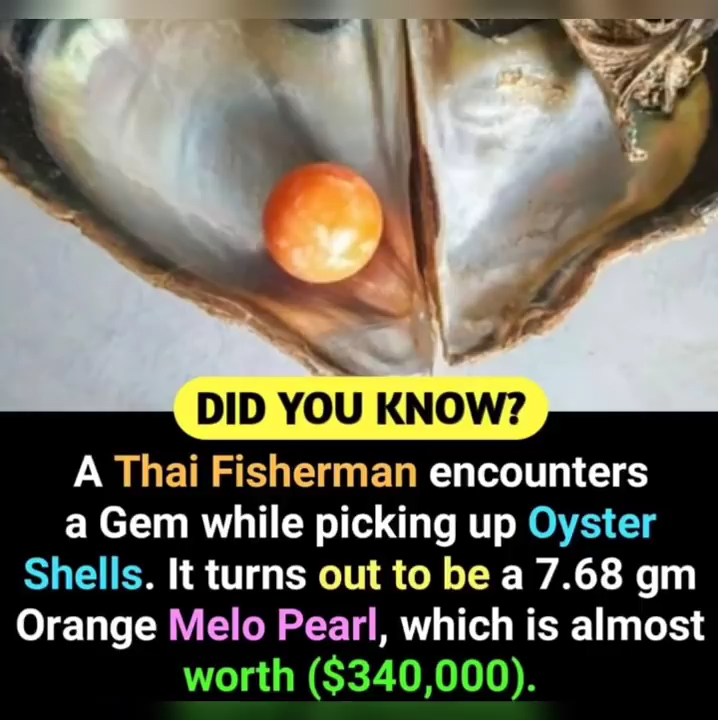 DID YOU KNOW?
A Thai Fisherman encounters
a Gem while picking up Oyster
Shells. It turns out to be a 7.68 gm
Orange Melo Pearl, which is almost
worth ($340,000).